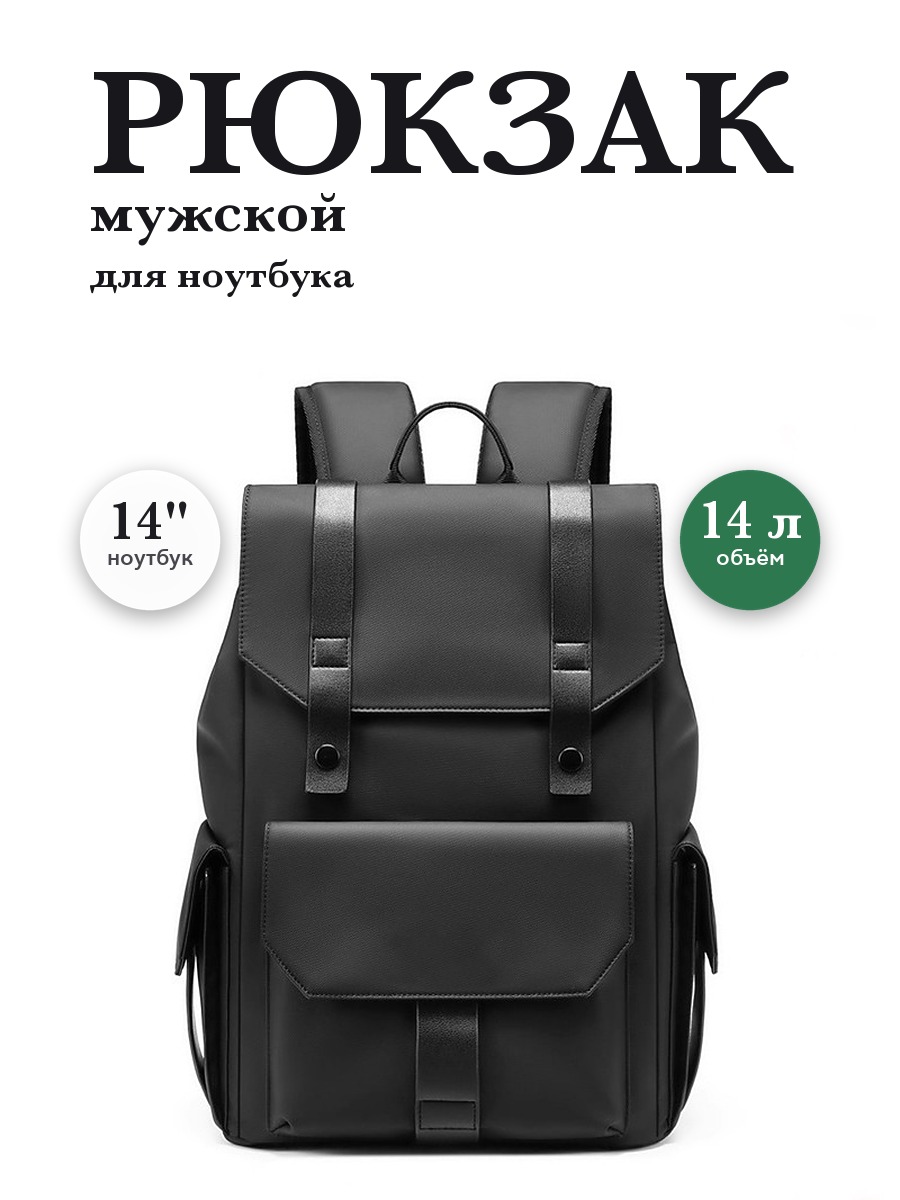 РЮКЗАК
мужской
для ноутбука
14"
ноутбук
14 л
объём